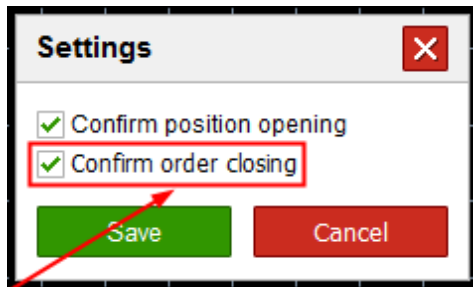 Settings
Confirm position opening
Confirm order closing
Save
Cancel